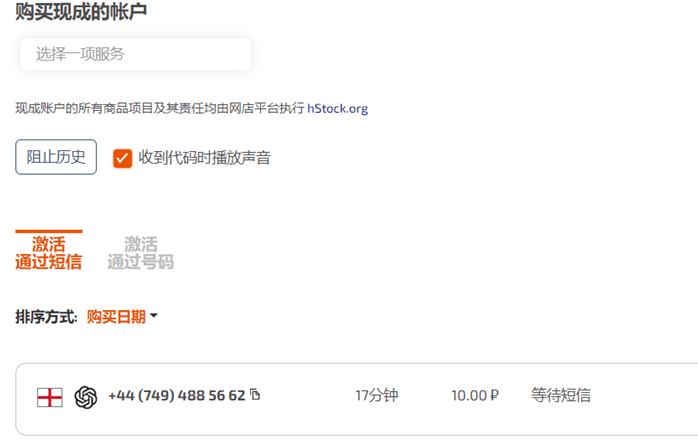 购买现成的帐户
选择一项服务
现成账户的所有商品项目及其责任均由网店平台执行 hStock.org
阻止历史
收到代码时播放声音
激活
通过短信
激活
通过号码
排序方式: 购买日期
+44 (749) 488 56 62 17分钟 10.00 ₽ 等待短信